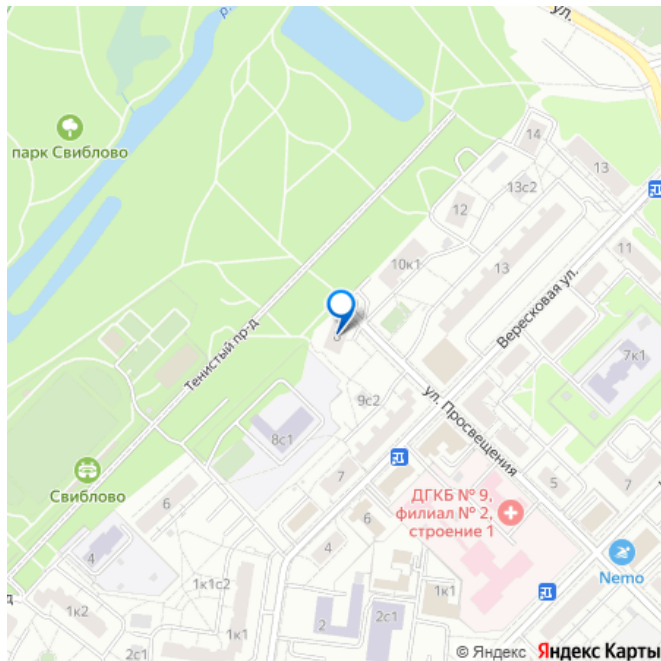 ул.
р.
14
парк Свиблово
13
13с2
12
11
10к1
13
Вересковая ул.
Тенистый пр-д
7к1
ул. Просвещения
9с2
8с1
7
ДГКБ № 9,
филиал № 2,
строение 1
5
7
Свиблово
6
6
4
4
Nemo
1к1с2
1к1
2
2с1
1к2
1к1
2с1
д
© Яндекс Яндекс Карты